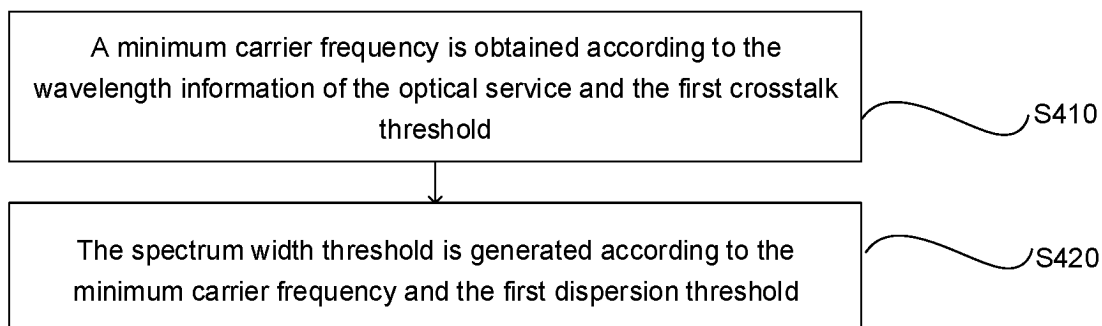 A minimum carrier frequency is obtained according to the
wavelength information of the optical service and the first crosstalk
threshold
S410
The spectrum width threshold is generated according to the
minimum carrier frequency and the first dispersion threshold
S420